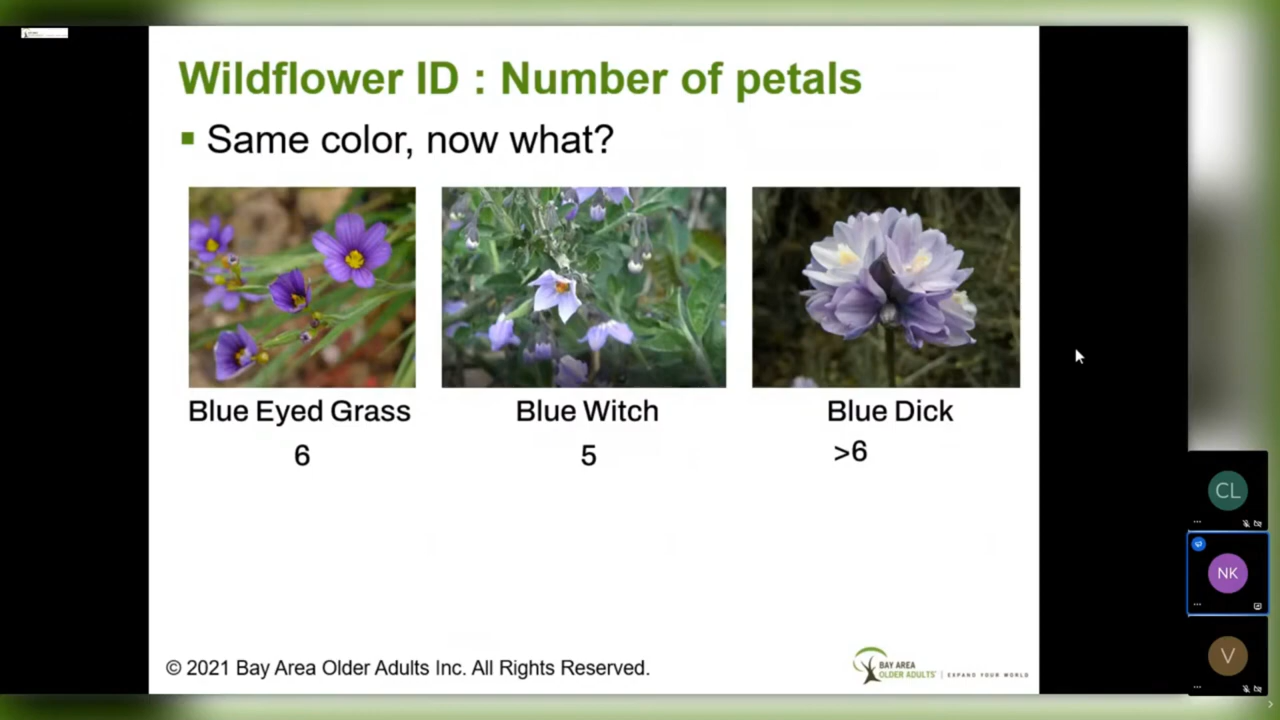 Wildflower ID : Number of petals
Same color, now what?
Blue Eyed Grass
Blue Witch
Blue Dick
6
5
>6
© 2021 Bay Area Older Adults Inc. All Rights Reserved.
BAY AREA
OLDER ADULTS
EXPAND YOUR WORLD
CL
NK
V